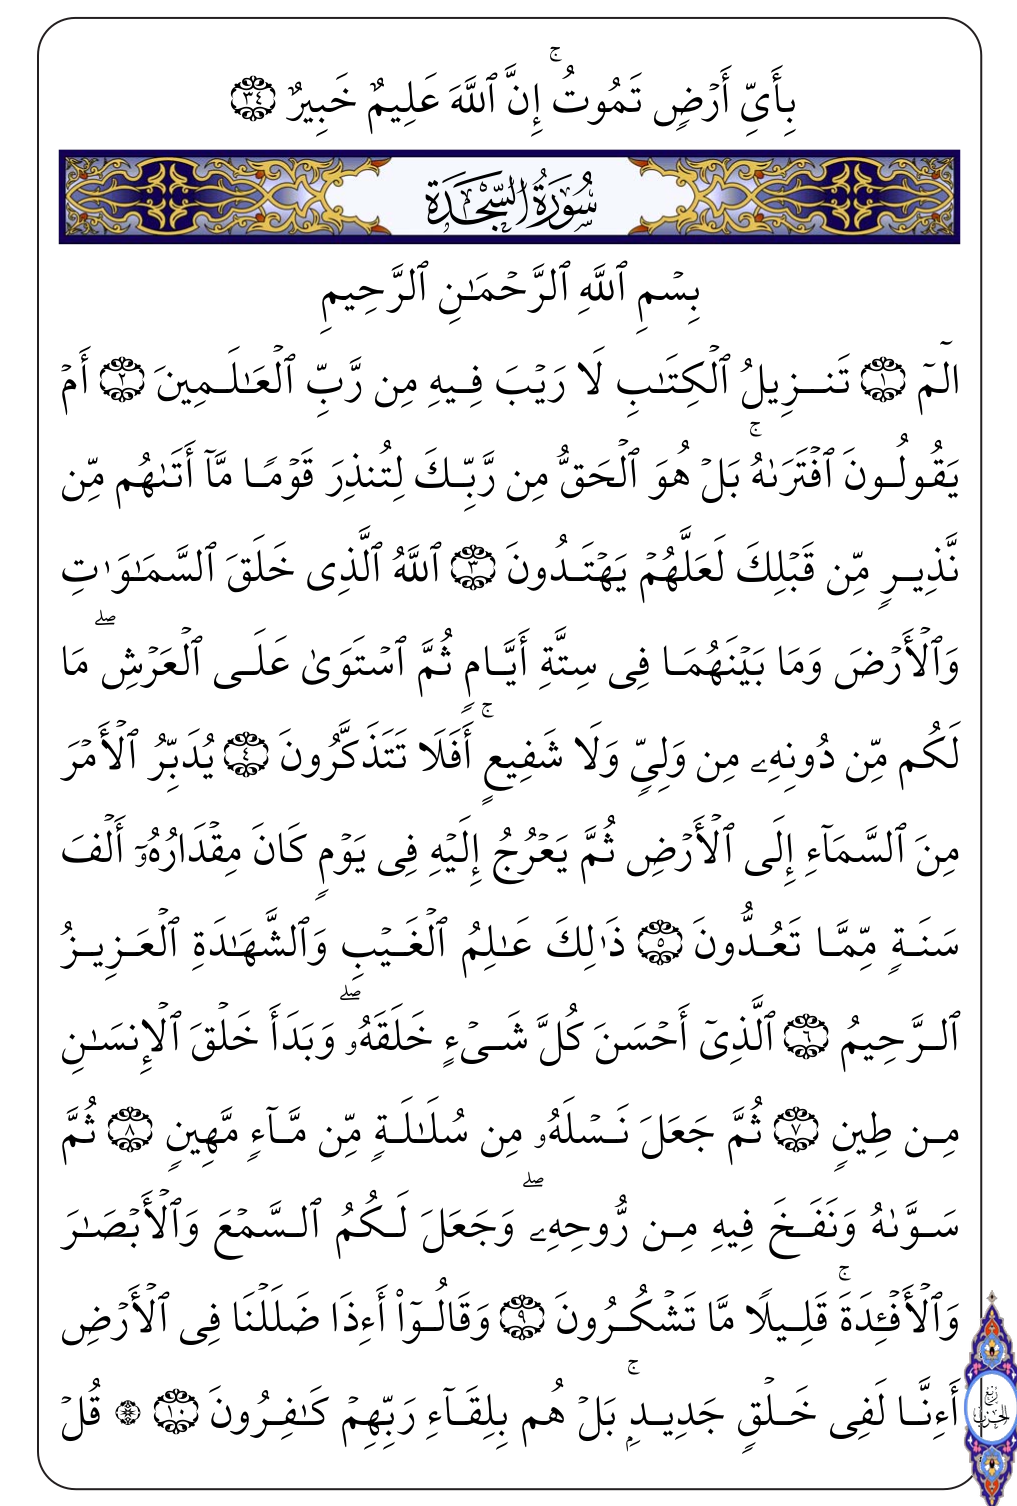 بِأَيِّ أَرۡضٖ تَمُوتُۚ إِنَّ ٱللَّهَ عَلِيمٌ خَبِيرُۢ ٣٤
سُورَةُ السَّجۡدَةِ
بِسۡمِ ٱللَّهِ ٱلرَّحۡمَٰنِ ٱلرَّحِيمِ
الٓمٓ ١ تَنزِيلُ ٱلۡكِتَٰبِ لَا رَيۡبَ فِيهِ مِن رَّبِّ ٱلۡعَٰلَمِينَ ٢ أَمۡ
يَقُولُونَ ٱفۡتَرَىٰهُۚ بَلۡ هُوَ ٱلۡحَقُّ مِن رَّبِّكَ لِتُنذِرَ قَوۡمٗا مَّآ أَتَىٰهُم مِّن
نَّذِيرٖ مِّن قَبۡلِكَ لَعَلَّهُمۡ يَهۡتَدُونَ ٣ ٱللَّهُ ٱلَّذِي خَلَقَ ٱلسَّمَٰوَٰتِ
وَٱلۡأَرۡضَ وَمَا بَيۡنَهُمَا فِي سِتَّةِ أَيَّامٖ ثُمَّ ٱسۡتَوَىٰ عَلَى ٱلۡعَرۡشِۖ مَا
لَكُم مِّن دُونِهِۦ مِن وَلِيّٖ وَلَا شَفِيعٍۚ أَفَلَا تَتَذَكَّرُونَ ٤ يُدَبِّرُ ٱلۡأَمۡرَ
مِنَ ٱلسَّمَآءِ إِلَى ٱلۡأَرۡضِ ثُمَّ يَعۡرُجُ إِلَيۡهِ فِي يَوۡمٖ كَانَ مِقۡدَارُهُۥٓ أَلۡفَ
سَنَةٖ مِّمَّا تَعُدُّونَ ٥ ذَٰلِكَ عَٰلِمُ ٱلۡغَيۡبِ وَٱلشَّهَٰدَةِ ٱلۡعَزِيزُ
ٱلرَّحِيمُ ٦ ٱلَّذِيٓ أَحۡسَنَ كُلَّ شَيۡءٍ خَلَقَهُۥۖ وَبَدَأَ خَلۡقَ ٱلۡإِنسَٰنِ
مِن طِينٖ ٧ ثُمَّ جَعَلَ نَسۡلَهُۥ مِن سُلَٰلَةٖ مِّن مَّآءٖ مَّهِينٖ ٨ ثُمَّ
سَوَّىٰهُ وَنَفَخَ فِيهِ مِن رُّوحِهِۦۖ وَجَعَلَ لَكُمُ ٱلسَّمۡعَ وَٱلۡأَبۡصَٰرَ
وَٱلۡأَفۡـِٔدَةَۚ قَلِيلٗا مَّا تَشۡكُرُونَ ٩ وَقَالُوٓاْ أَءِذَا ضَلَلۡنَا فِي ٱلۡأَرۡضِ
أَءِنَّا لَفِي خَلۡقٖ جَدِيدِۭۚ بَلۡ هُم بِلِقَآءِ رَبِّهِمۡ كَٰفِرُونَ ١٠ ۞ قُلۡ
رُبۡعُ
الحِزۡبِ